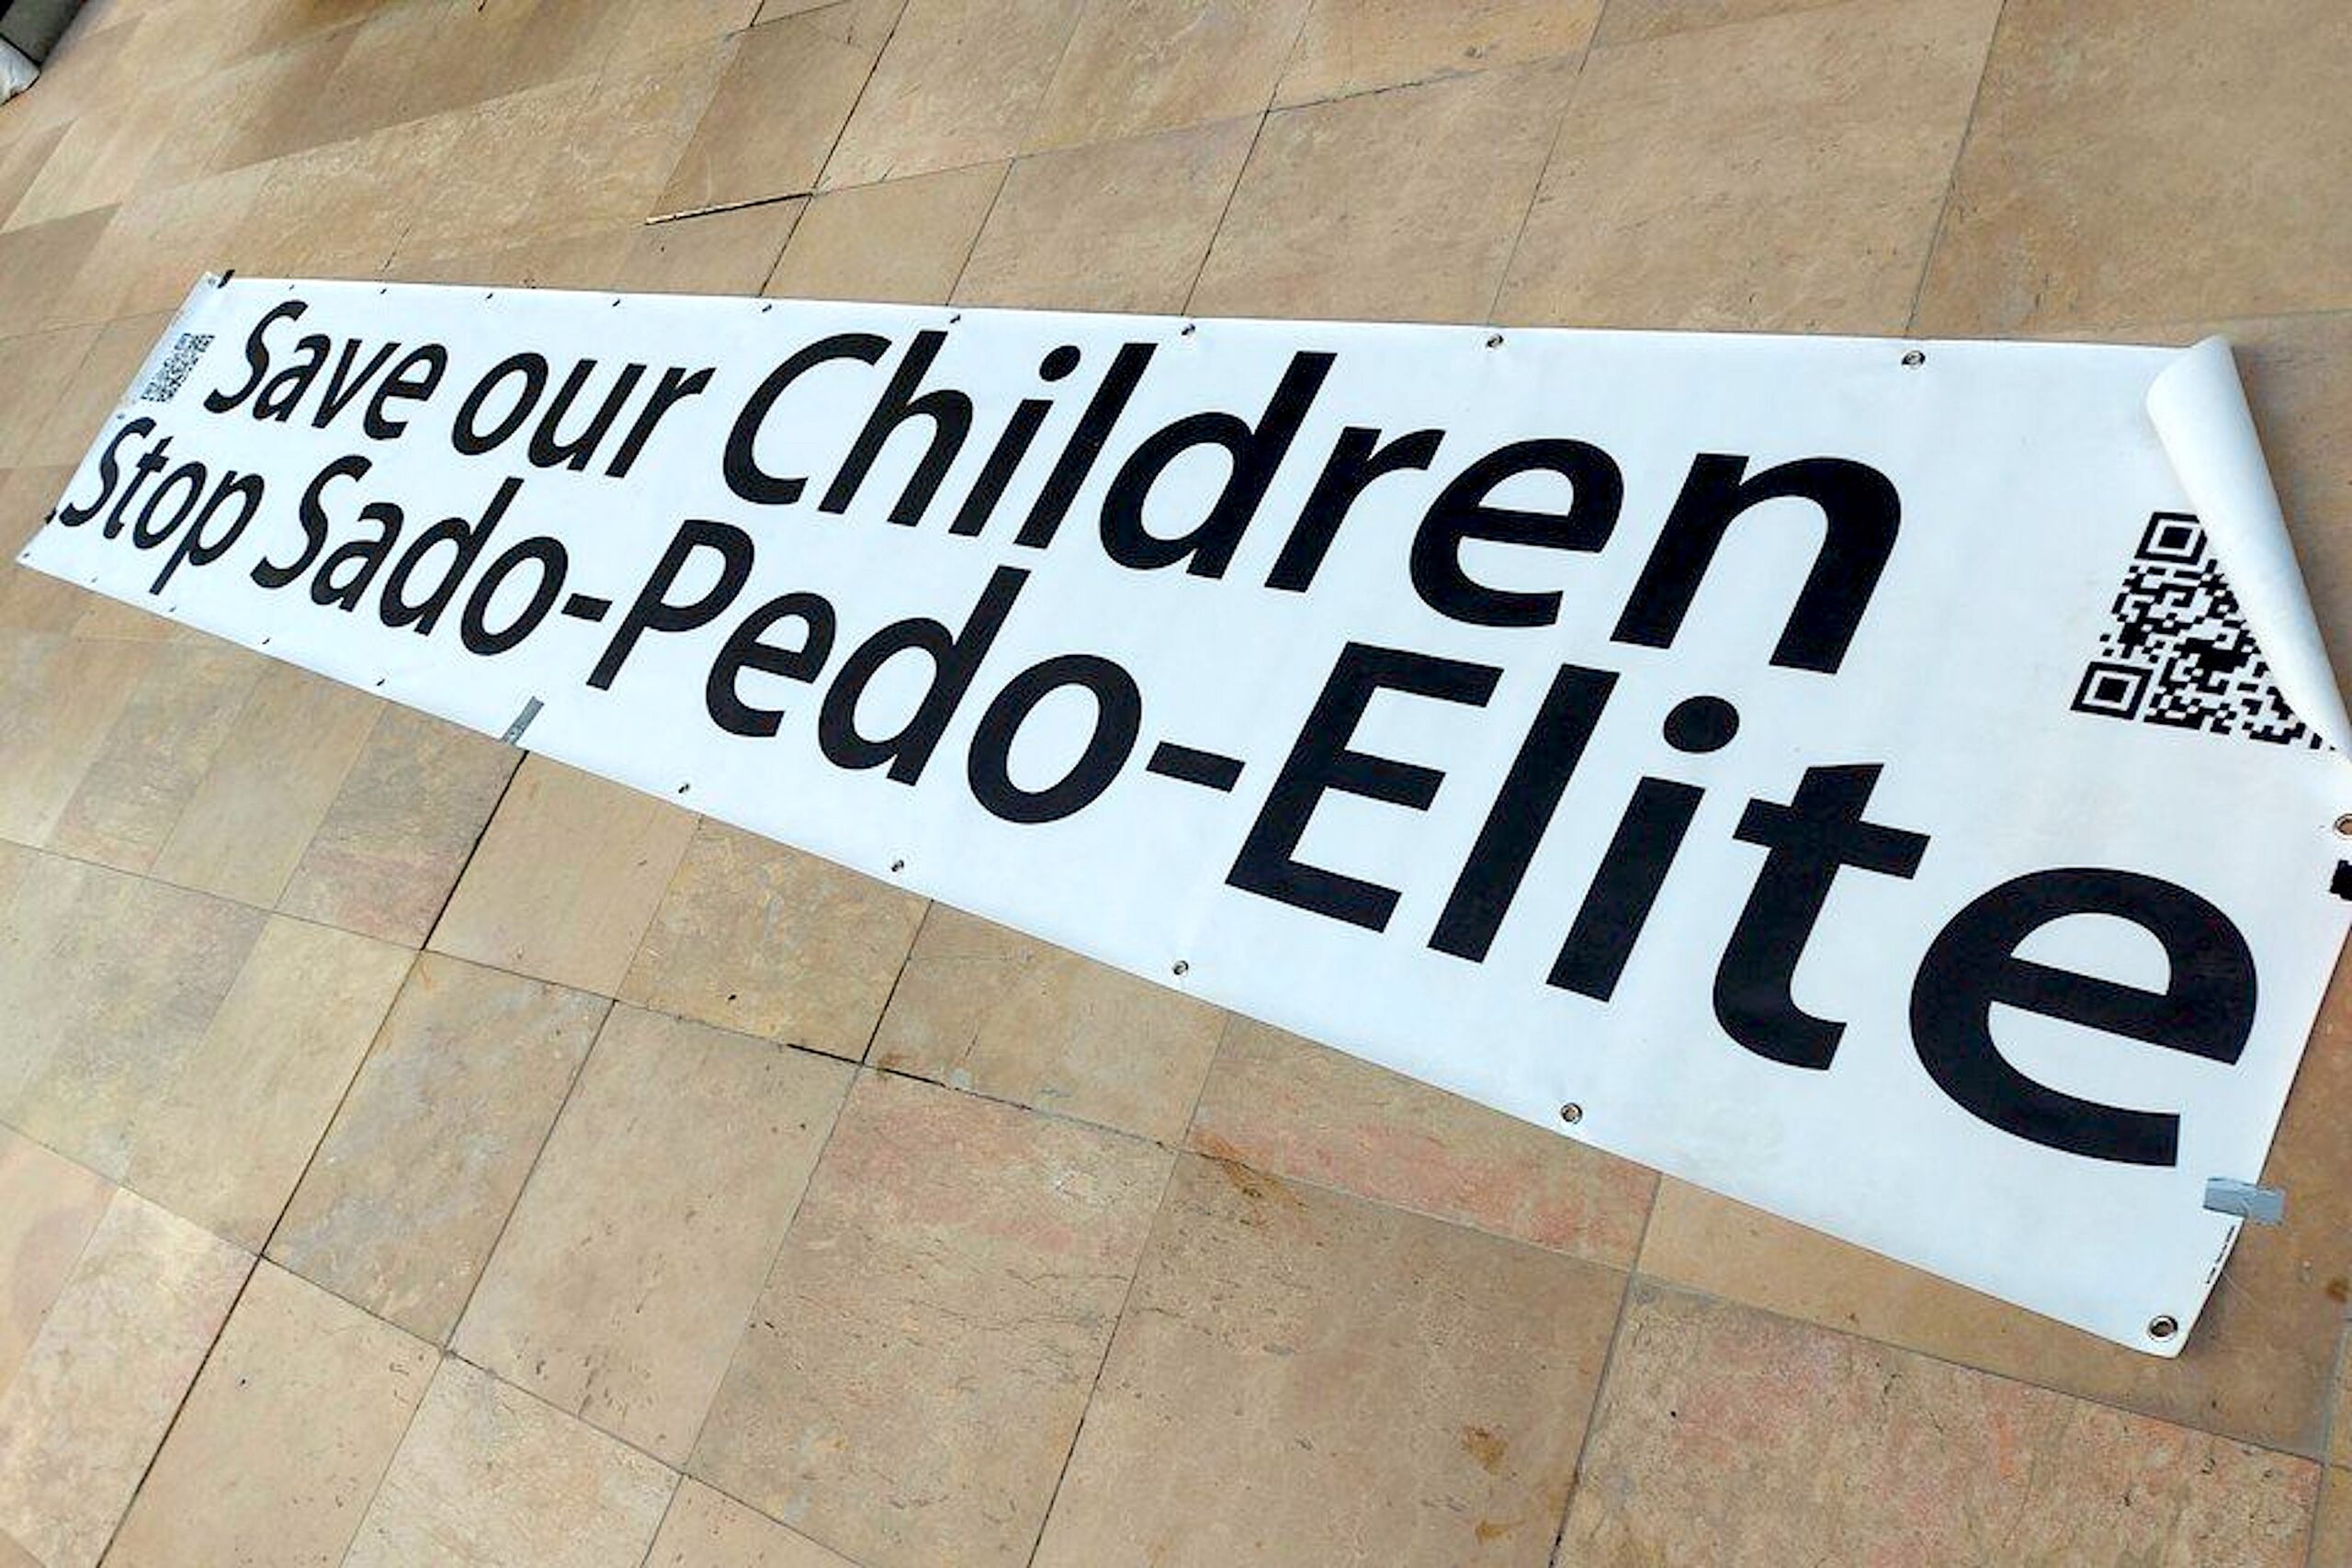 Save our Children
Stop Sado-Pedo-Elite